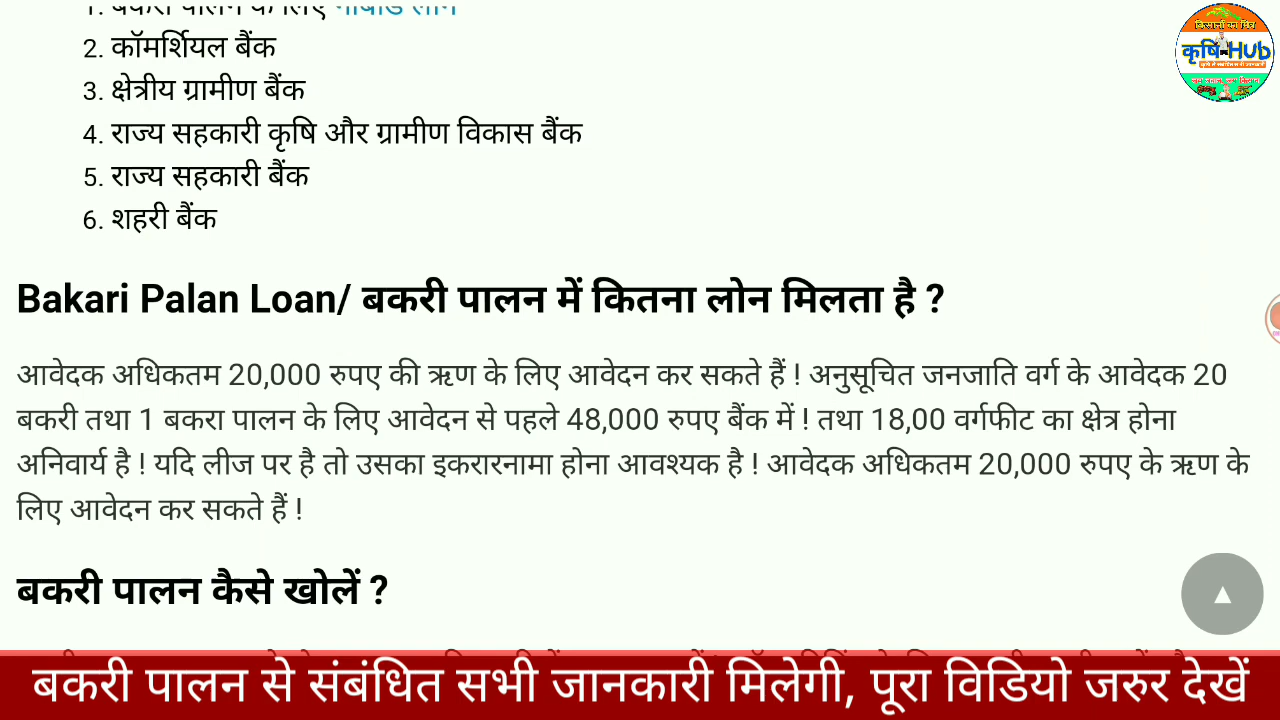 1. बकरी पालन के लिए नाबार्ड लोन
2. कॉमर्शियल बैंक
3. क्षेत्रीय ग्रामीण बैंक
4. राज्य सहकारी कृषि और ग्रामीण विकास बैंक
5. राज्य सहकारी बैंक
6. शहरी बैंक
किसानों का मित्र
कृषि-Hub
Bakari Palan Loan/ बकरी पालन में कितना लोन मिलता है ?
आवेदक अधिकतम 20,000 रुपए की ऋण के लिए आवेदन कर सकते हैं ! अनुसूचित जनजाति वर्ग के आवेदक 20
बकरी तथा 1 बकरा पालन के लिए आवेदन से पहले 48,000 रुपए बैंक में ! तथा 18,00 वर्गफीट का क्षेत्र होना
अनिवार्य है ! यदि लीज पर है तो उसका इकरारनामा होना आवश्यक है ! आवेदक अधिकतम 20,000 रुपए के ऋण के
लिए आवेदन कर सकते हैं !
बकरी पालन कैसे खोलें ?
बकरी पालन से संबंधित सभी जानकारी मिलेगी, पूरा विडियो जरुर देखें